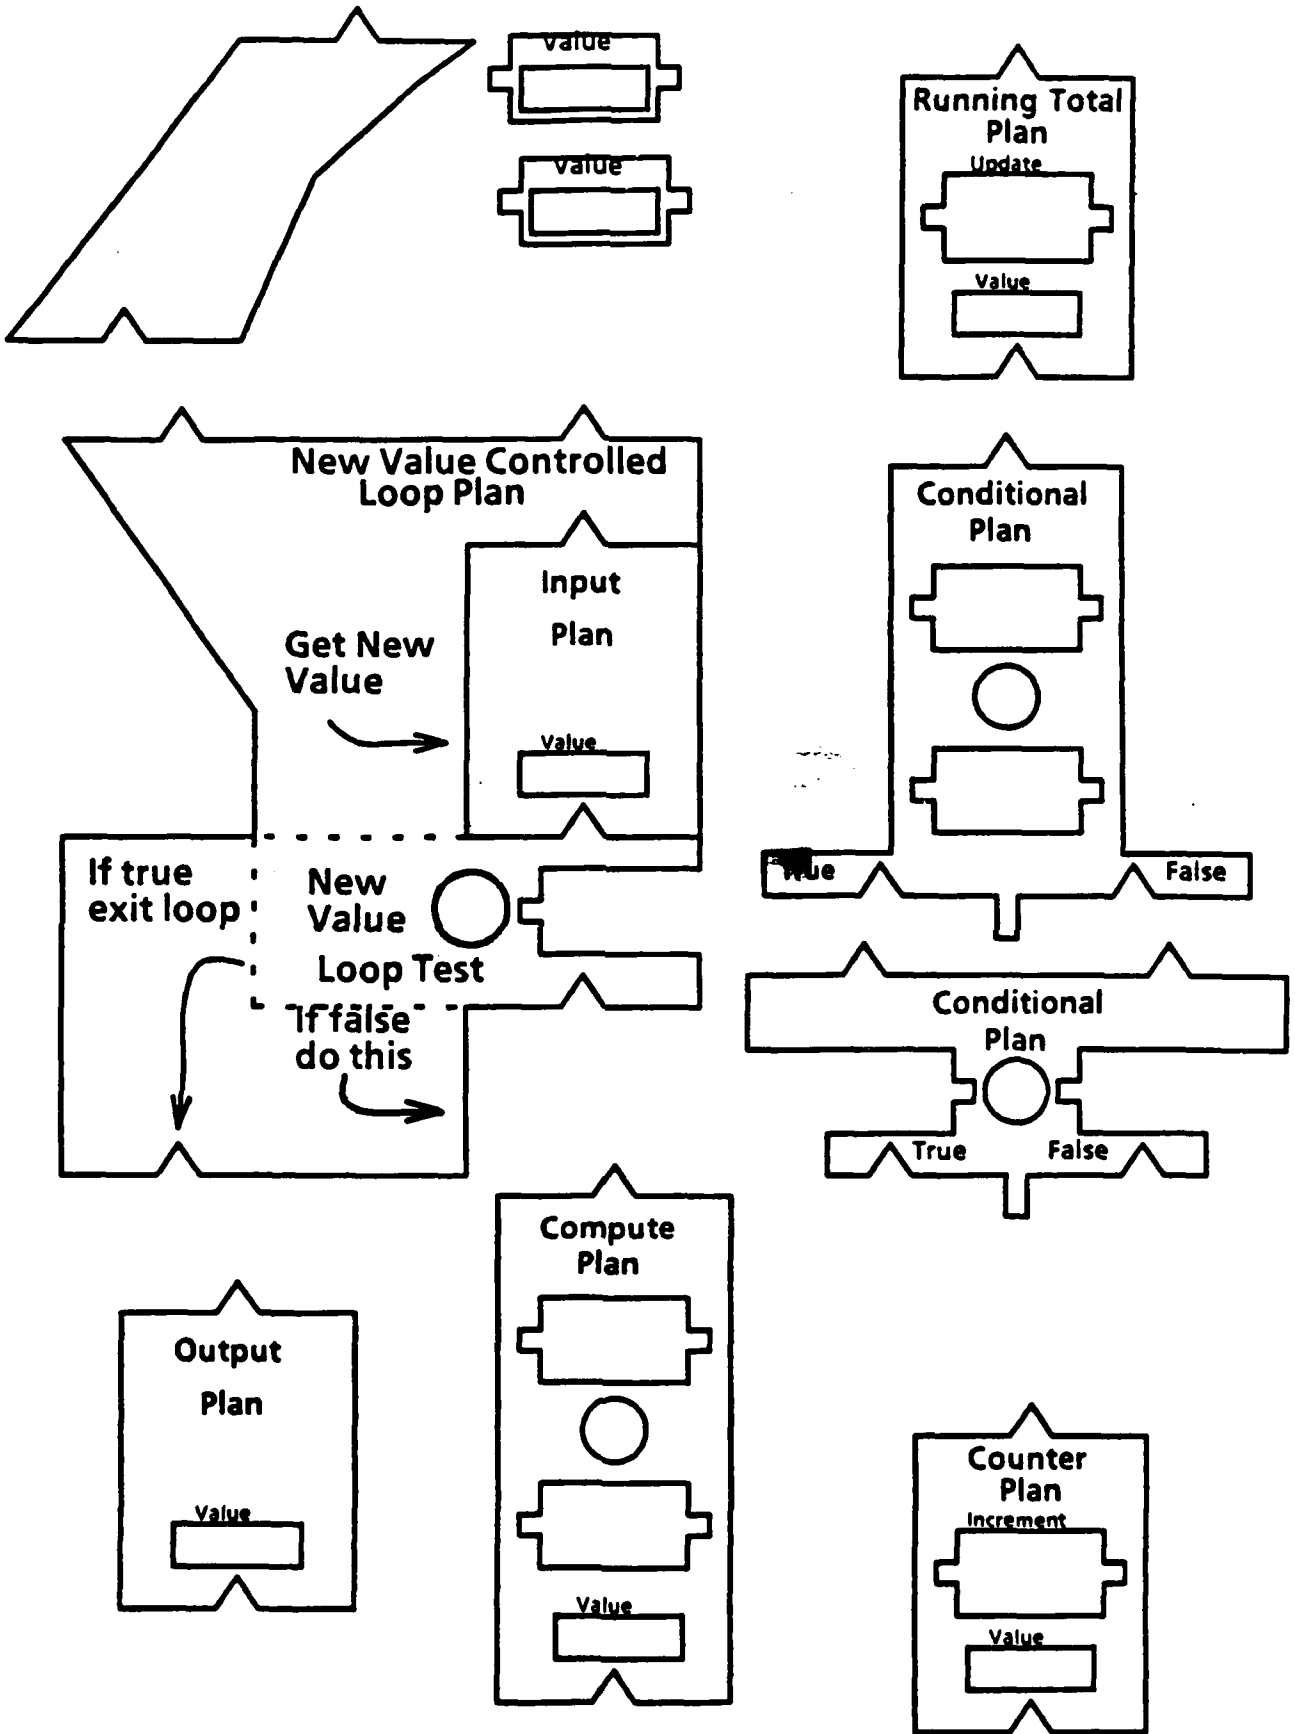 Value
Value
Running Total
Plan
Update
Value
New Value Controlled
Loop Plan
Input
Plan
Get New
Value
Value
If true
exit loop
New
Value
Loop Test
If false
do this
Conditional
Plan
True
False
Conditional
Plan
True
False
Compute
Plan
Value
Output
Plan
Value
Counter
Plan
Increment
Value